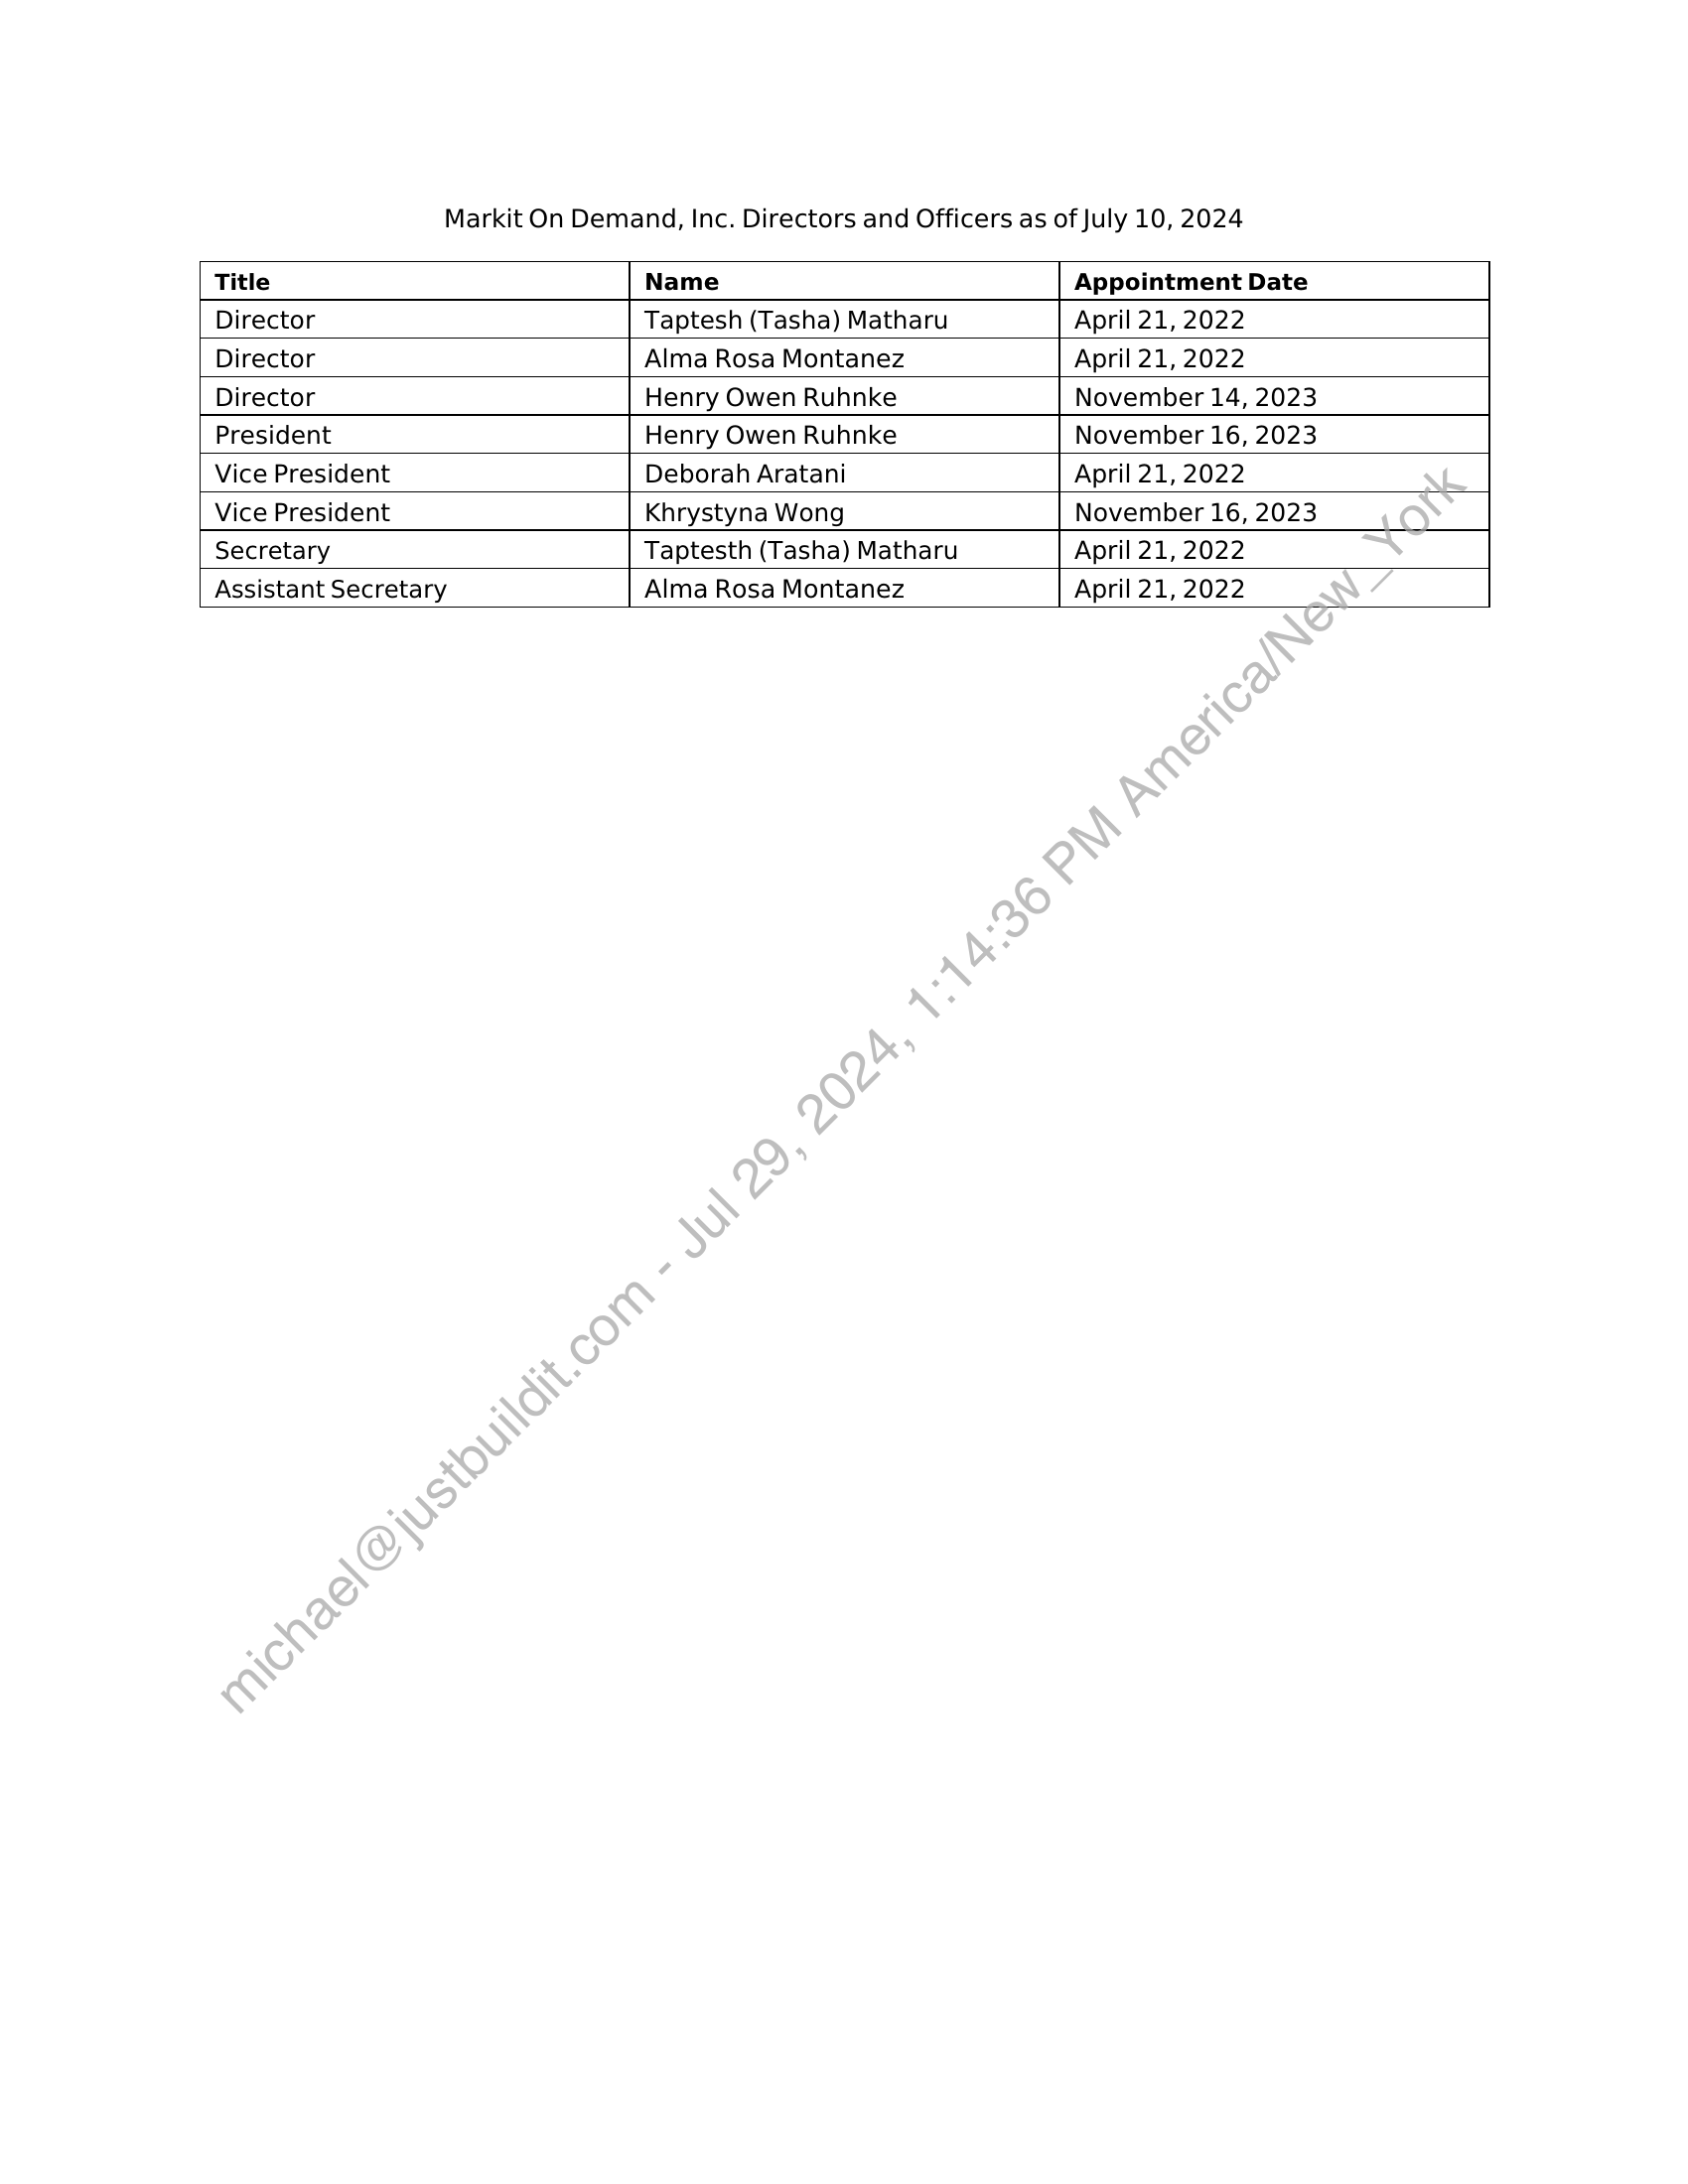 Markit On Demand, Inc. Directors and Officers as of July 10, 2024
Title Name Appointment Date
Director Taptesh (Tasha) Matharu April 21, 2022
Director Alma Rosa Montanez April 21, 2022
Director Henry Owen Ruhnke November 14, 2023
President Henry Owen Ruhnke November 16, 2023
Vice President Deborah Aratani April 21, 2022
Vice President Khrystyna Wong November 16, 2023
Secretary Taptesth (Tasha) Matharu April 21, 2022
Assistant Secretary Alma Rosa Montanez April 21, 2022
michael@justbuildit.com - Jul 29, 2024, 1:14:36 PM America/New_York